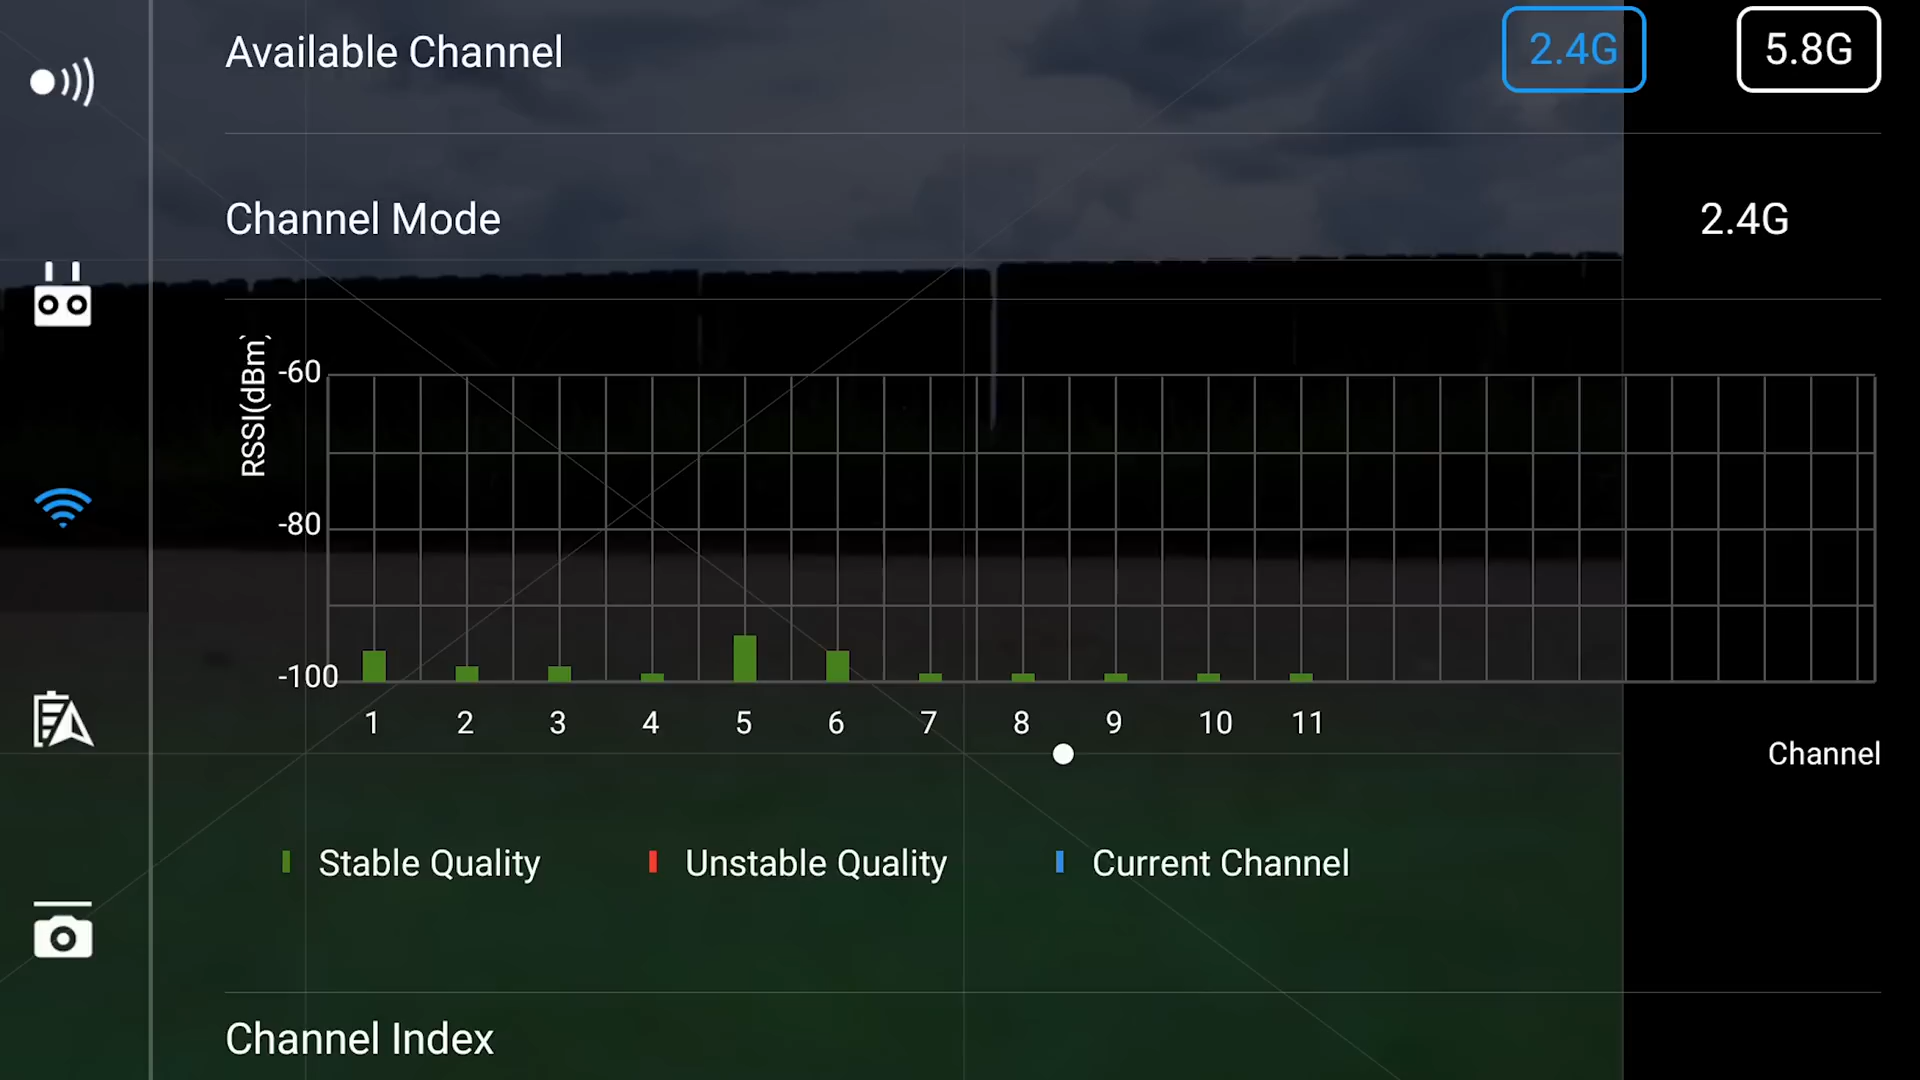 Available Channel 2.4G 5.8G
Channel Mode 2.4G
RSSI(dBm)
-60
-80
-100
1 2 3 4 5 6 7 8 9 10 11
Channel
Stable Quality Unstable Quality Current Channel
Channel Index